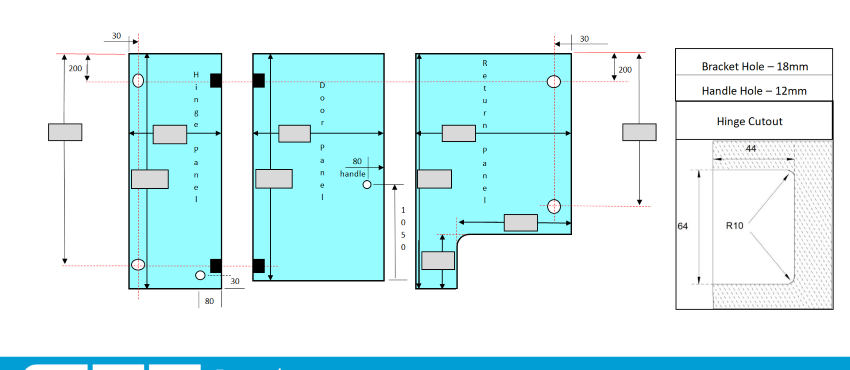 30
200
Hinge Panel
30
80
Door Panel
80
handle
1050
Return Panel
30
200
Bracket Hole – 18mm
Handle Hole – 12mm
Hinge Cutout
44
64
R10